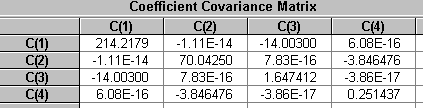 Coefficient Covariance Matrix
C(1) C(2) C(3) C(4)
C(1) 214.2179 -1.11E-14 -14.00300 6.08E-16
C(2) -1.11E-14 70.04250 7.83E-16 -3.846476
C(3) -14.00300 7.83E-16 1.647412 -3.86E-17
C(4) 6.08E-16 -3.846476 -3.86E-17 0.251437